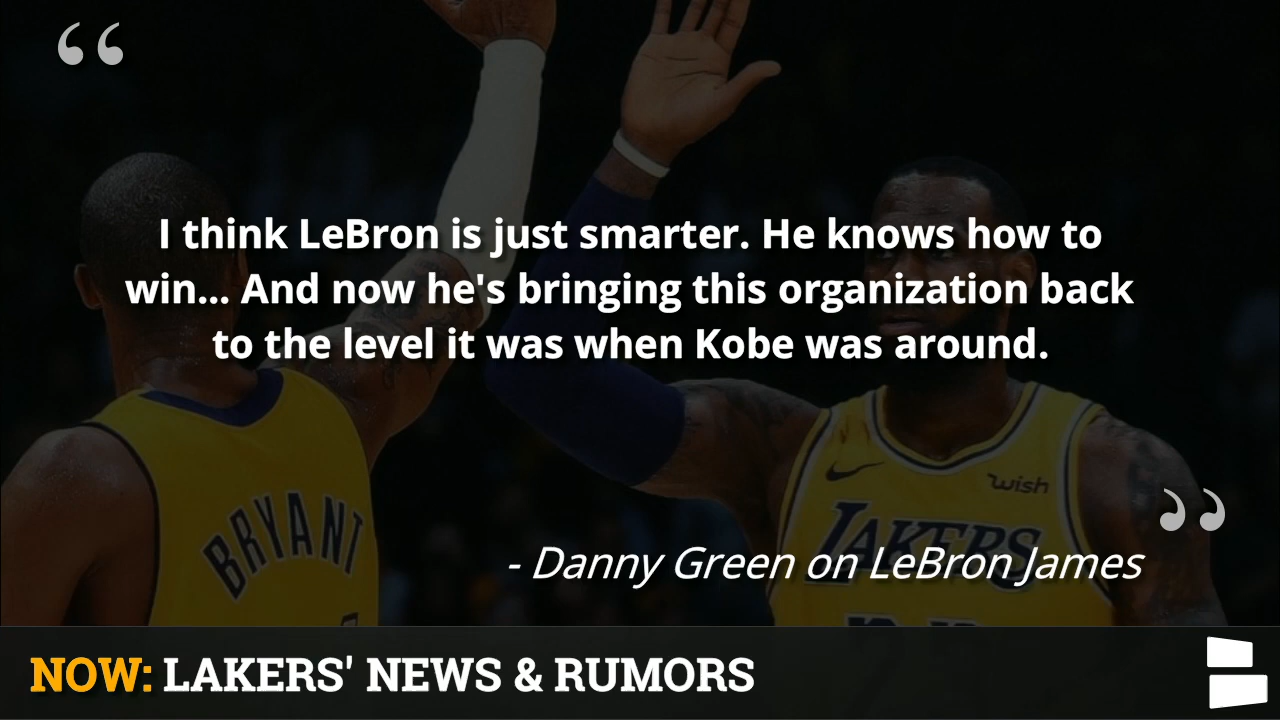 “
I think LeBron is just smarter. He knows how to
win... And now he's bringing this organization back
to the level it was when Kobe was around.
”
- Danny Green on LeBron James
BRYANT
wish
LAKERS
NOW: LAKERS' NEWS & RUMORS